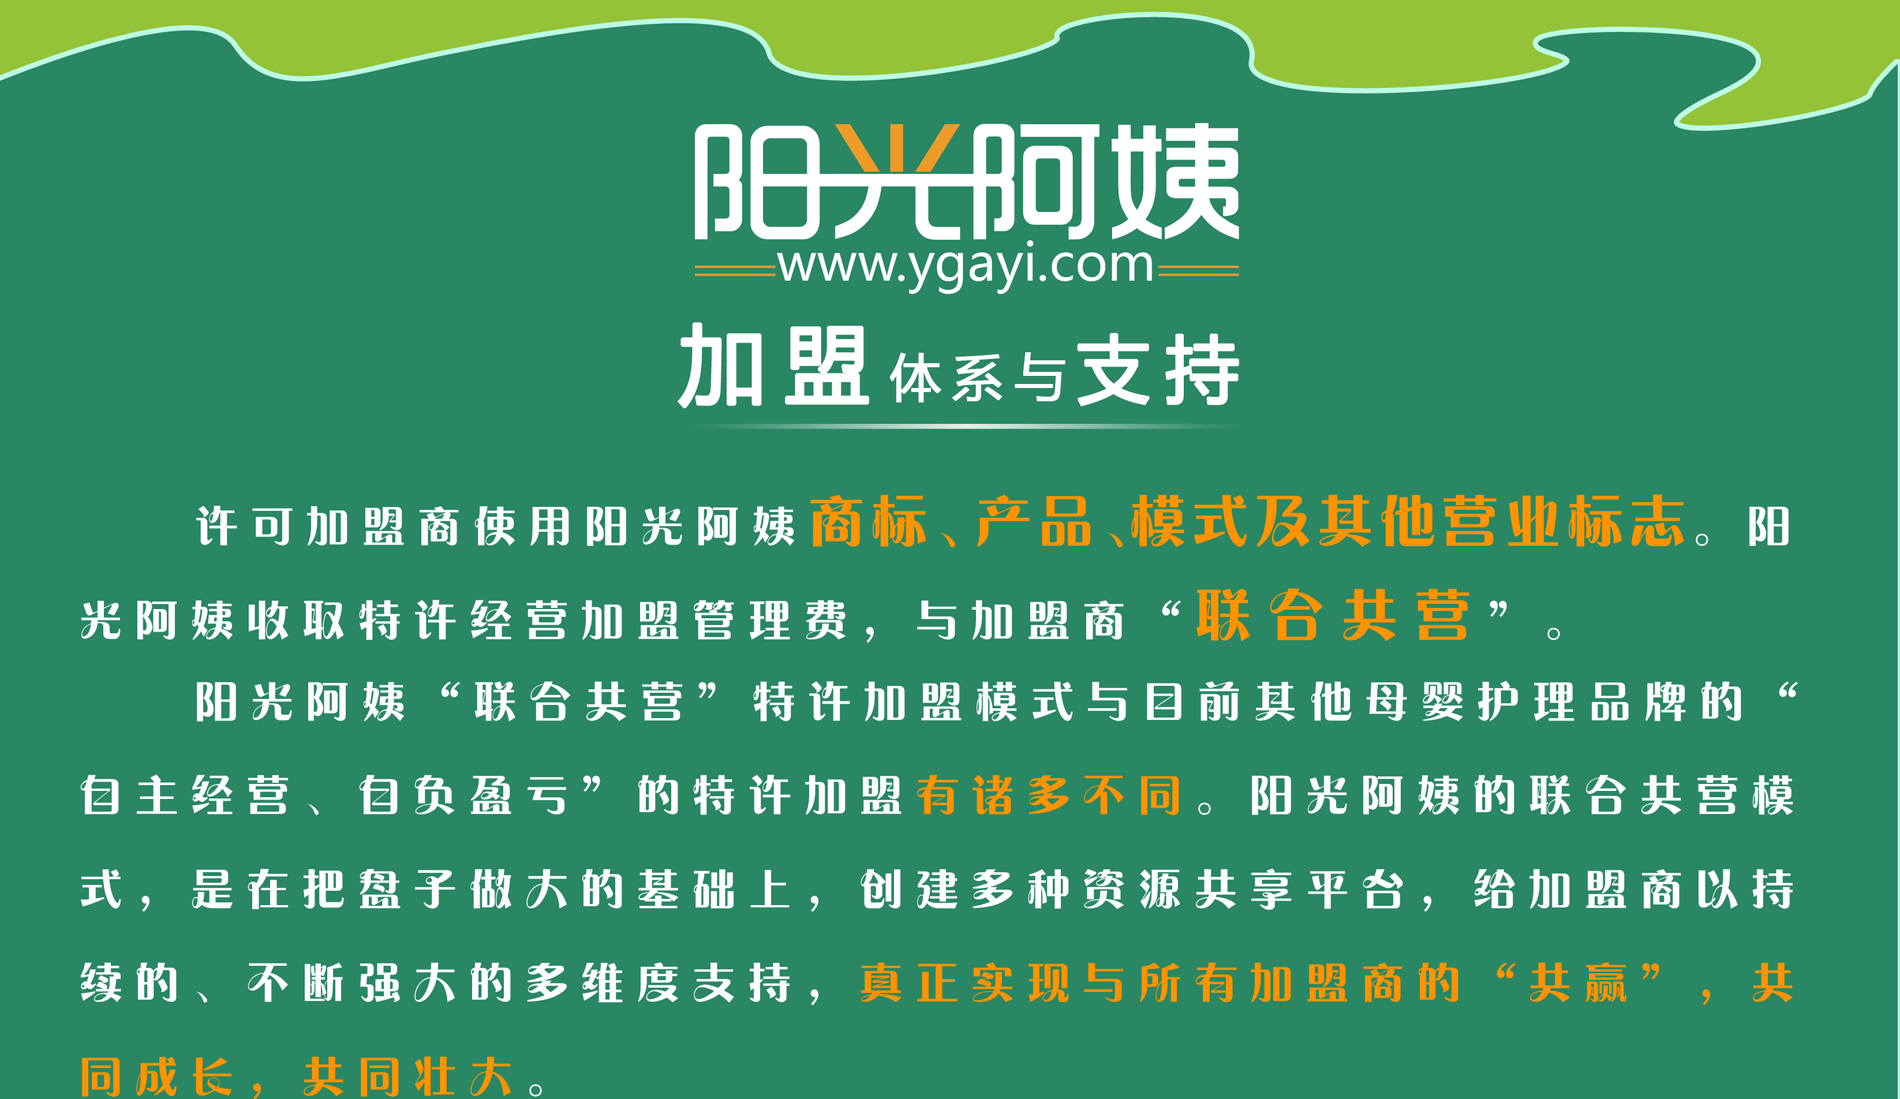 阳光阿姨
www.ygayi.com
加盟体系与支持
许可加盟商使用阳光阿姨商标、产品、模式及其他营业标志。阳
光阿姨收取特许经营加盟管理费，与加盟商“联合共营”。
阳光阿姨“联合共营”特许加盟模式与目前其他母婴护理品牌的“
自主经营、自负盈亏”的特许加盟有诸多不同。阳光阿姨的联合共营模
式，是在把盘子做大的基础上，创建多种资源共享平台，给加盟商以持
续的、不断强大的多维度支持，真正实现与所有加盟商的“共赢”，共
同成长，共同壮大。